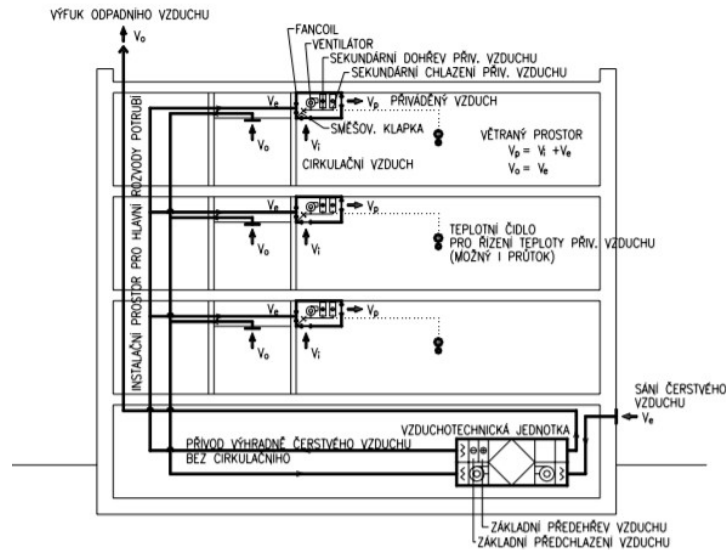 VÝFUK ODPADNÍHO VZDUCHU
Vo
FANCOIL
VENTILÁTOR
SEKUNDÁRNÍ DOHŘEV PŘIV. VZDUCHU
SEKUNDÁRNÍ CHLAZENÍ PŘIV. VZDUCHU
Ve
Vp
PŘIVÁDĚNÝ VZDUCH
SMĚŠOV. KLAPKA
Vo
Vi
CIRKULAČNÍ VZDUCH
VĚTRANÝ PROSTOR
Vp = Vi + Ve
Vo = Ve
INSTALAČNÍ PROSTOR PRO HLAVNÍ ROZVODY POTRUBÍ
Ve
Vp
Vo
Vi
TEPLOTNÍ ČIDLO
PRO ŘÍZENÍ TEPLOTY PŘIV. VZDUCHU
(MOŽNÝ I PRŮTOK)
Ve
Vp
Vo
Vi
SÁNÍ ČERSTVÉHO
VZDUCHU
Ve
VZDUCHOTECHNICKÁ JEDNOTKA
PŘÍVOD VÝHRADNĚ ČERSTVÉHO VZDUCHU
BEZ CIRKULAČNÍHO
ZÁKLADNÍ PŘEDEHŘEV VZDUCHU
ZÁKLADNÍ PŘEDCHLAZENÍ VZDUCHU